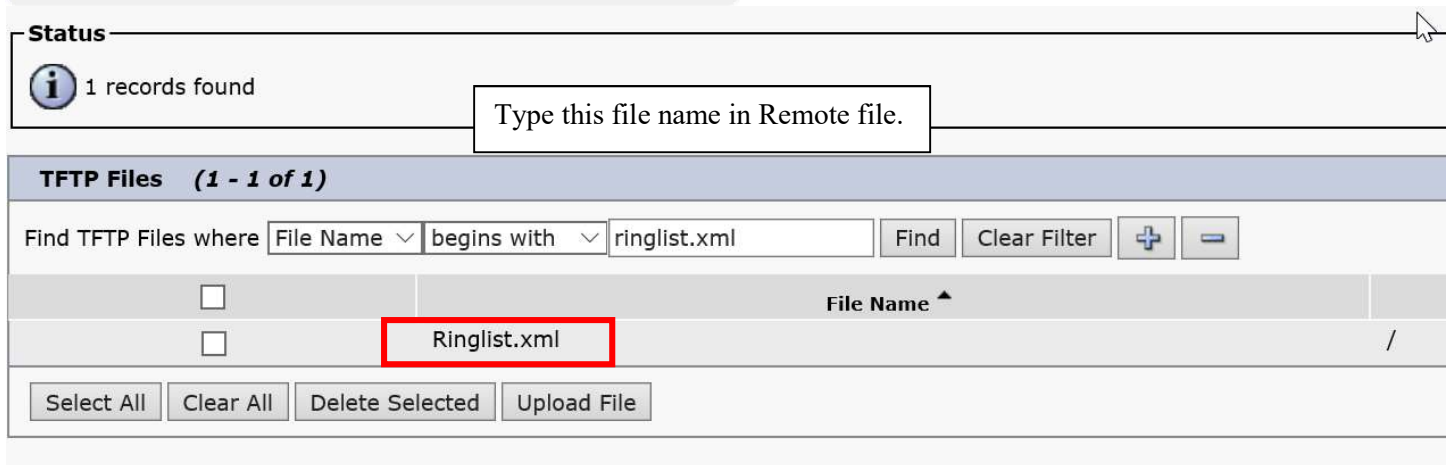 Status
1 records found
Type this file name in Remote file.
TFTP Files (1 - 1 of 1)
Find TFTP Files where File Name begins with ringlist.xml Find Clear Filter
File Name
Ringlist.xml /
Select All Clear All Delete Selected Upload File